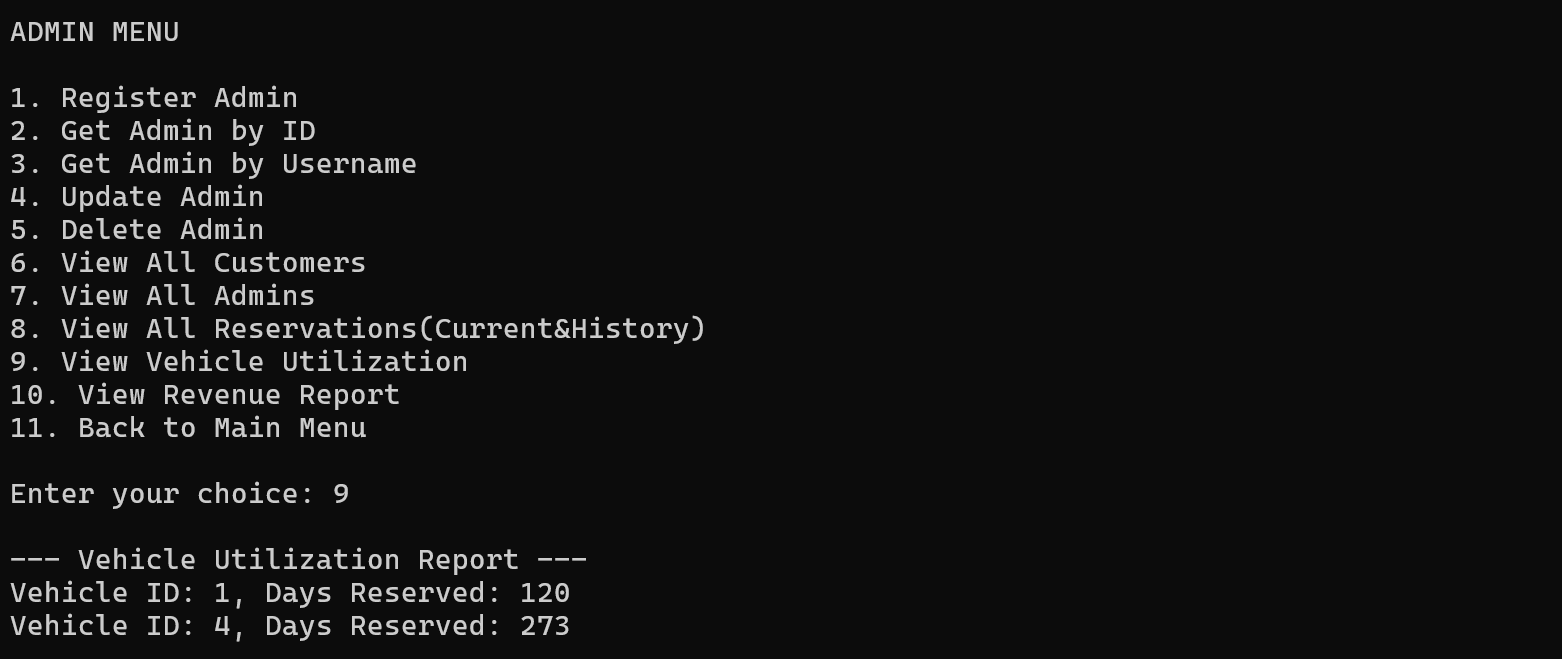 ADMIN MENU
1. Register Admin
2. Get Admin by ID
3. Get Admin by Username
4. Update Admin
5. Delete Admin
6. View All Customers
7. View All Admins
8. View All Reservations(Current&History)
9. View Vehicle Utilization
10. View Revenue Report
11. Back to Main Menu
Enter your choice: 9
--- Vehicle Utilization Report ---
Vehicle ID: 1, Days Reserved: 120
Vehicle ID: 4, Days Reserved: 273